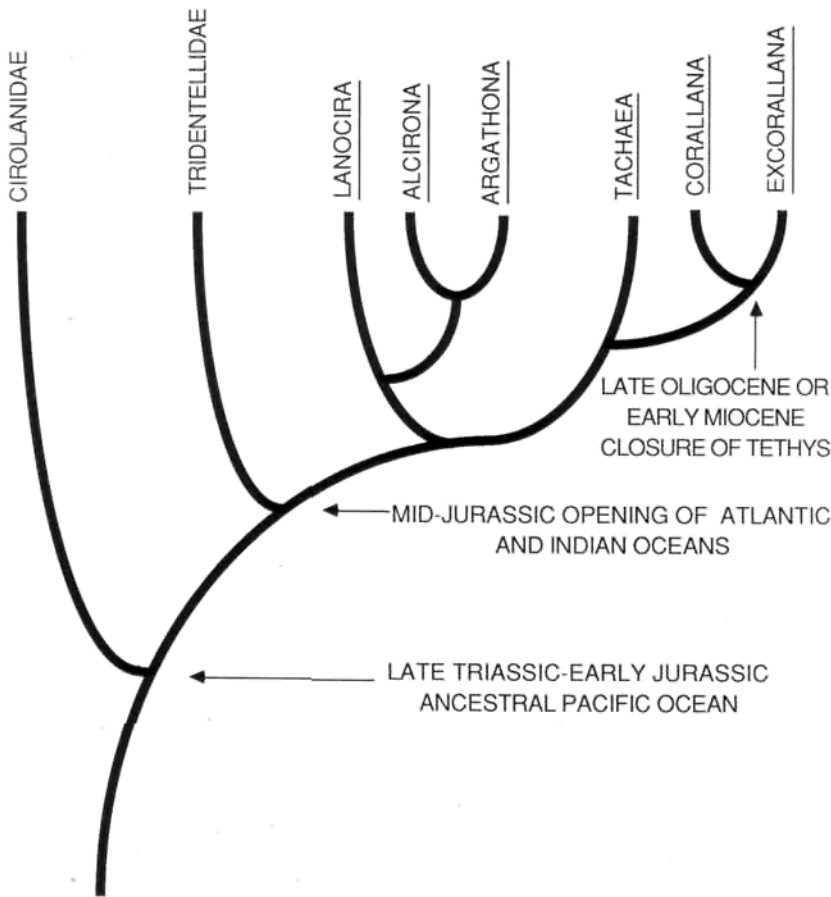 CIROLANIDAE
TRIDENTELLIDAE
LANOCIRA
ALCIRONA
ARGATHONA
TACHAEA
CORALLANA
EXCORALLANA
LATE OLIGOCENE OR
EARLY MIOCENE
CLOSURE OF TETHYS
MID-JURASSIC OPENING OF ATLANTIC
AND INDIAN OCEANS
LATE TRIASSIC-EARLY JURASSIC
ANCESTRAL PACIFIC OCEAN